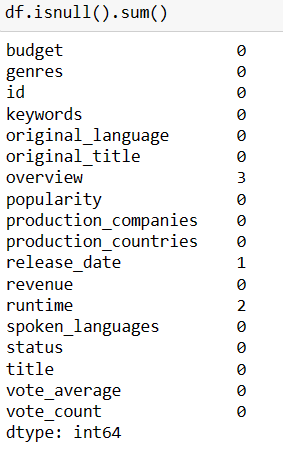 df.isnull().sum()
budget 0
genres 0
id 0
keywords 0
original_language 0
original_title 0
overview 3
popularity 0
production_companies 0
production_countries 0
release_date 1
revenue 0
runtime 2
spoken_languages 0
status 0
title 0
vote_average 0
vote_count 0
dtype: int64